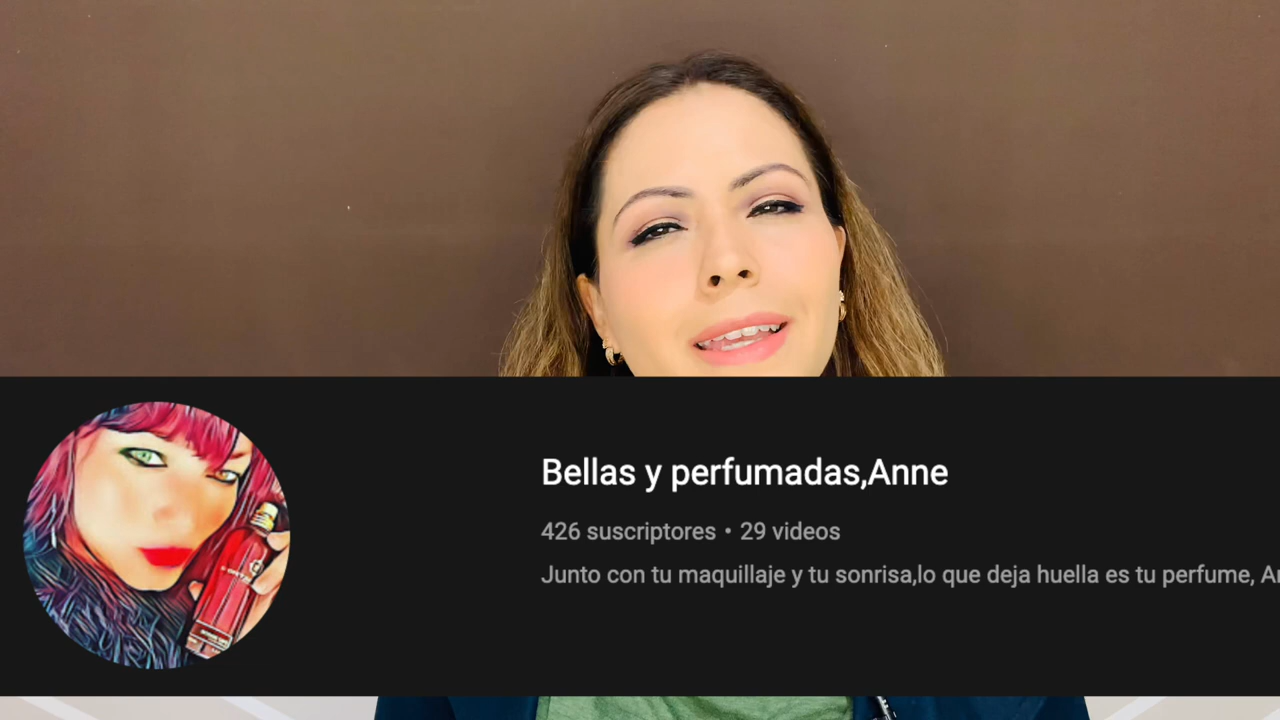 Bellas y perfumadas,Anne
426 suscriptores • 29 videos
Junto con tu maquillaje y tu sonrisa,lo que deja huella es tu perfume,